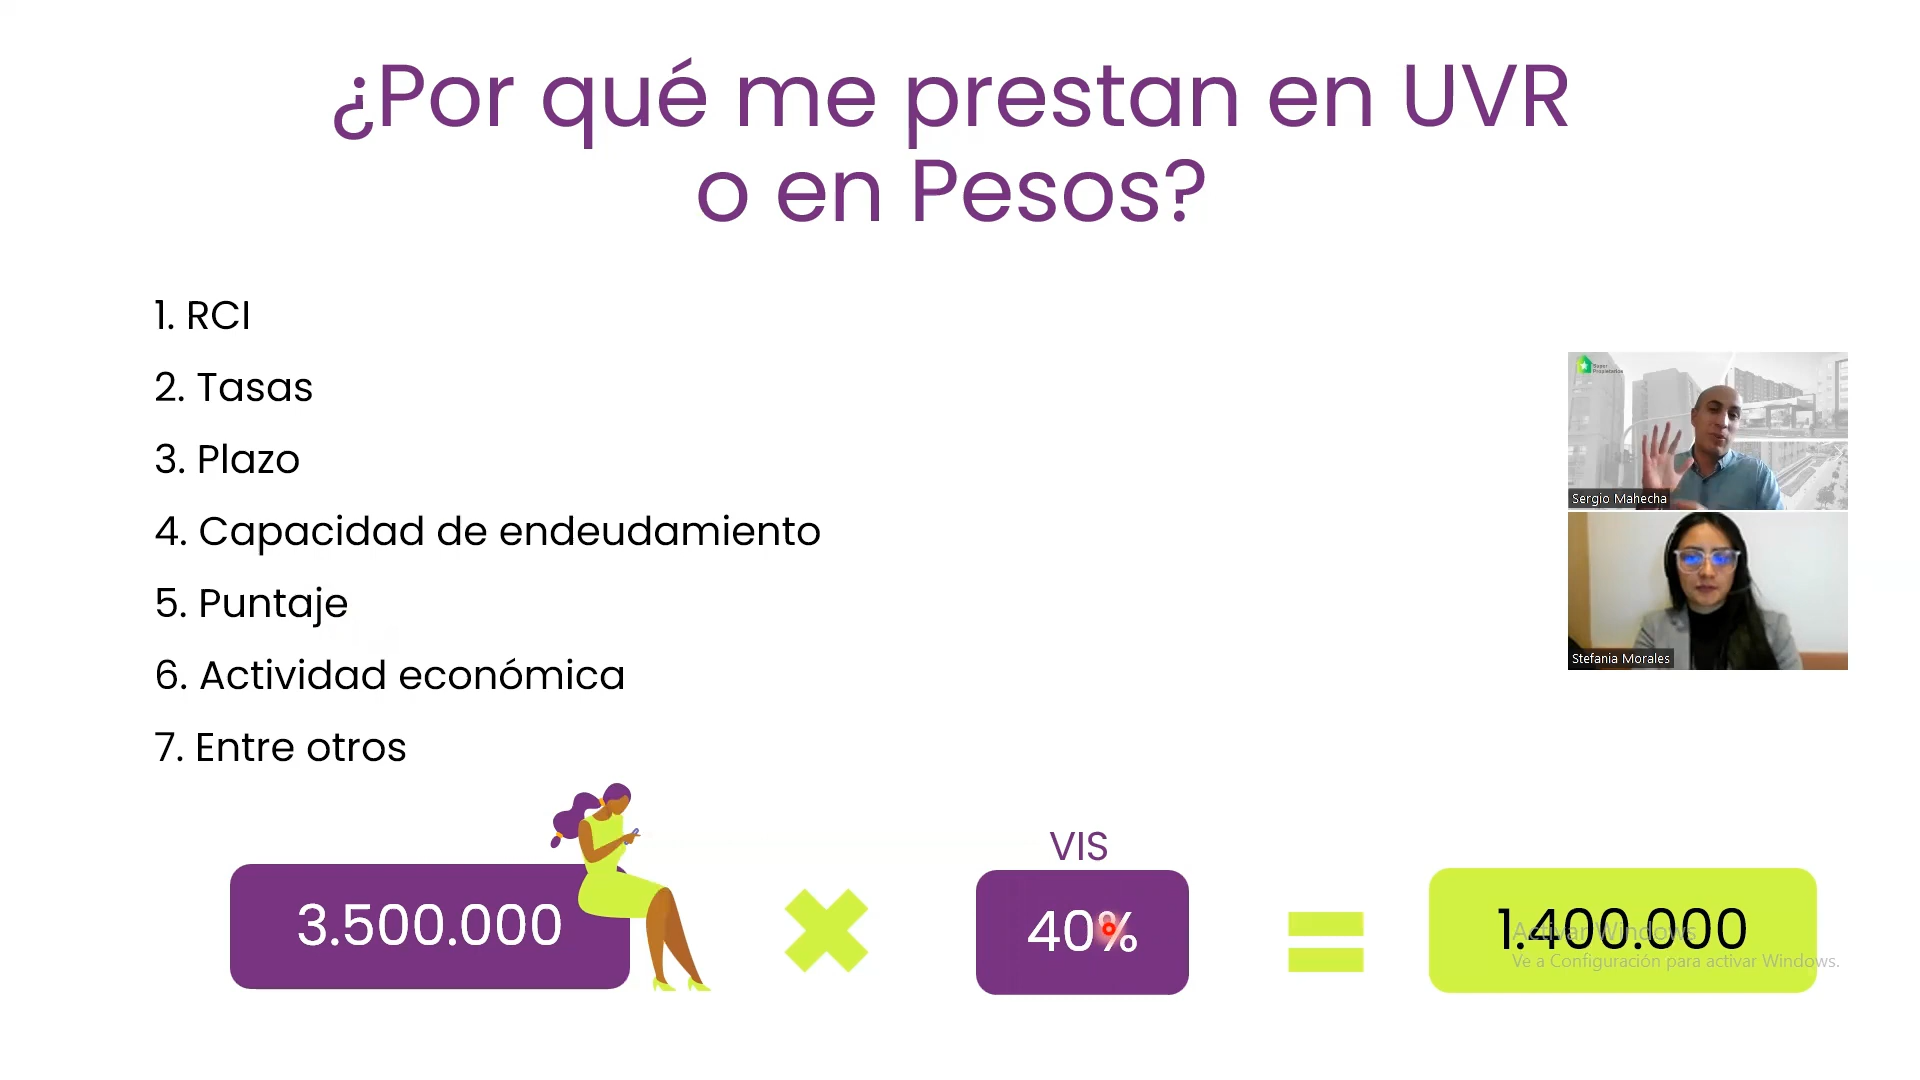 ¿Por qué me prestan en UVR
o en Pesos?
1. RCI
2. Tasas
3. Plazo
4. Capacidad de endeudamiento
5. Puntaje
6. Actividad económica
7. Entre otros
Super
Propietarios
Sergio Mahecha
Stefania Morales
VIS
3.500.000
40%
1.400.000
Activar Windows
Ve a Configuración para activar Windows.